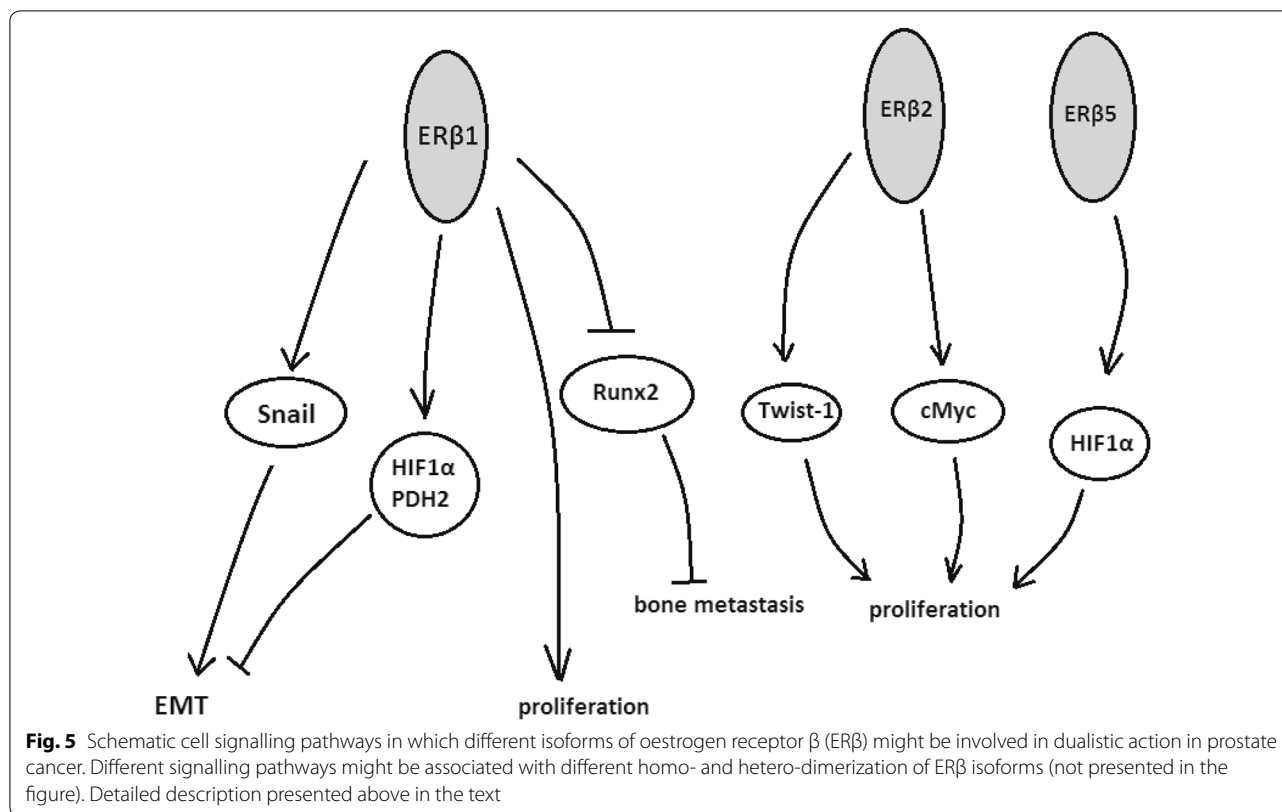 ERβ1
ERβ2
ERβ5
Snail
HIF1α
PDH2
Runx2
Twist-1
cMyc
HIF1α
EMT
proliferation
bone metastasis
proliferation
Fig. 5 Schematic cell signalling pathways in which different isoforms of oestrogen receptor β (ERβ) might be involved in dualistic action in prostate
cancer. Different signalling pathways might be associated with different homo- and hetero-dimerization of ERβ isoforms (not presented in the
figure). Detailed description presented above in the text